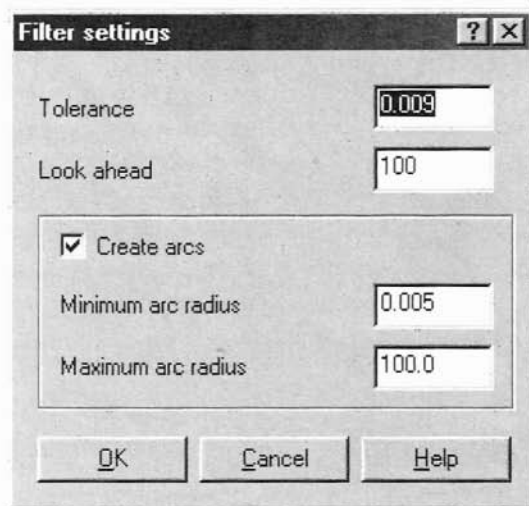 Filter settings
Tolerance 0.009
Look ahead 100
Create arcs
Minimum arc radius 0.005
Maximum arc radius 100.0
OK Cancel Help